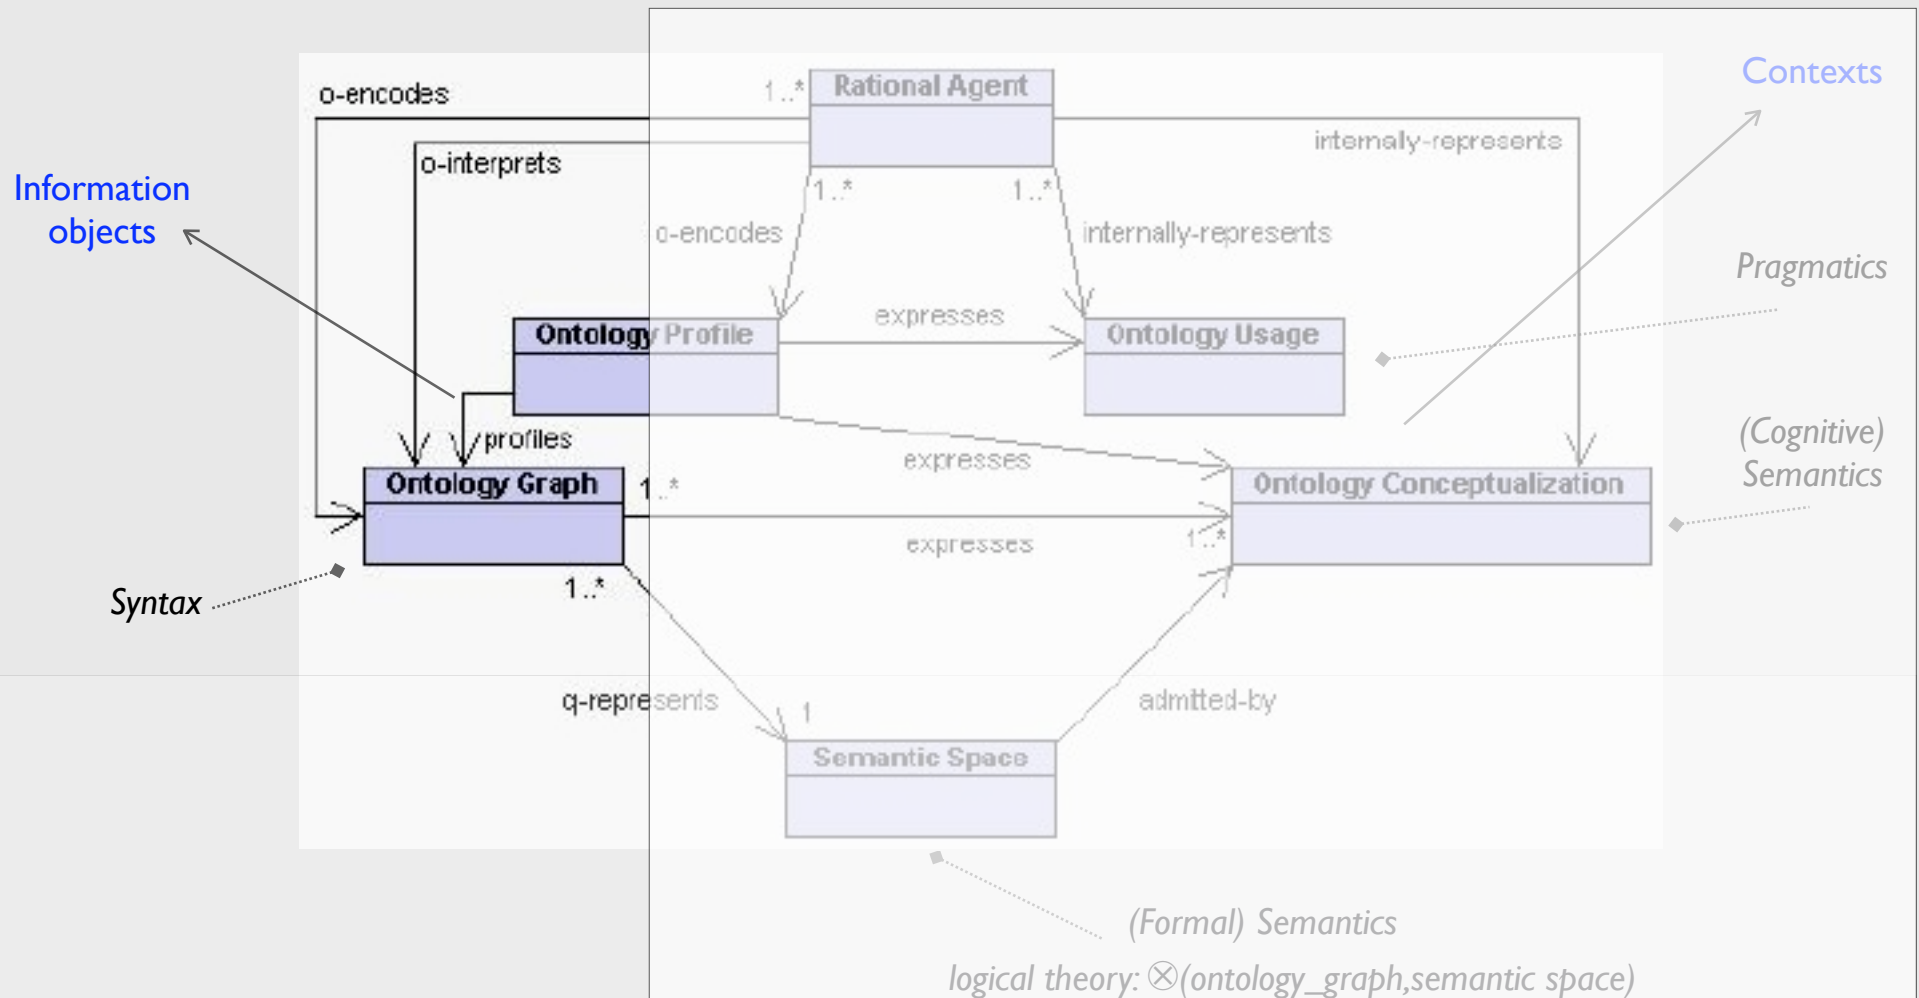 Rational Agent
Contexts
1..*
o-encodes
internally-represents
o-interprets
Information
objects
1..*
1..*
o-encodes
internally-represents
Pragmatics
expresses
Ontology Profile
Ontology Usage
profiles
expresses
(Cognitive)
Semantics
Ontology Graph
1..*
Ontology Conceptualization
expresses
1..*
1..*
Syntax
q-represents
1
admitted-by
Semantic Space
(Formal) Semantics
logical theory: ⊗(ontology_graph,semantic space)